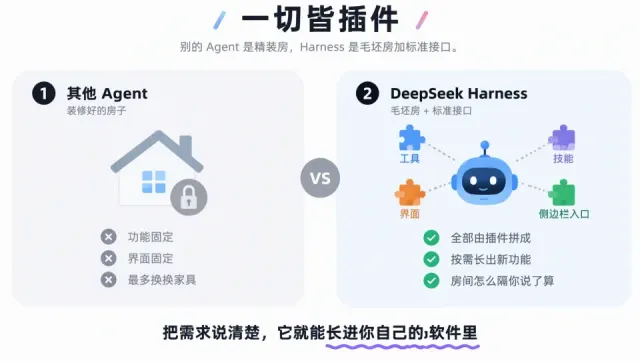 一切皆插件
别的 Agent 是精装房，Harness 是毛坯房加标准接口。
1 其他 Agent
装修好的房子
功能固定
界面固定
最多换换家具
VS
2 DeepSeek Harness
毛坯房 + 标准接口
工具
技能
界面
侧边栏入口
全部由插件拼成
按需长出新功能
房间怎么隔你说了算
把需求说清楚，它就能长进你自己的软件里